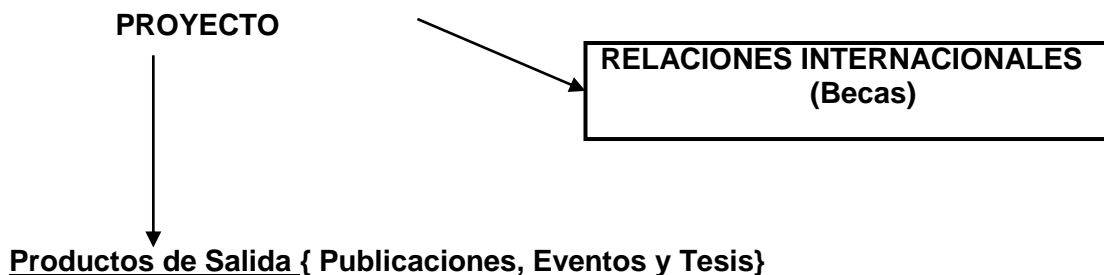 PROYECTO
RELACIONES INTERNACIONALES
(Becas)
Productos de Salida { Publicaciones, Eventos y Tesis}